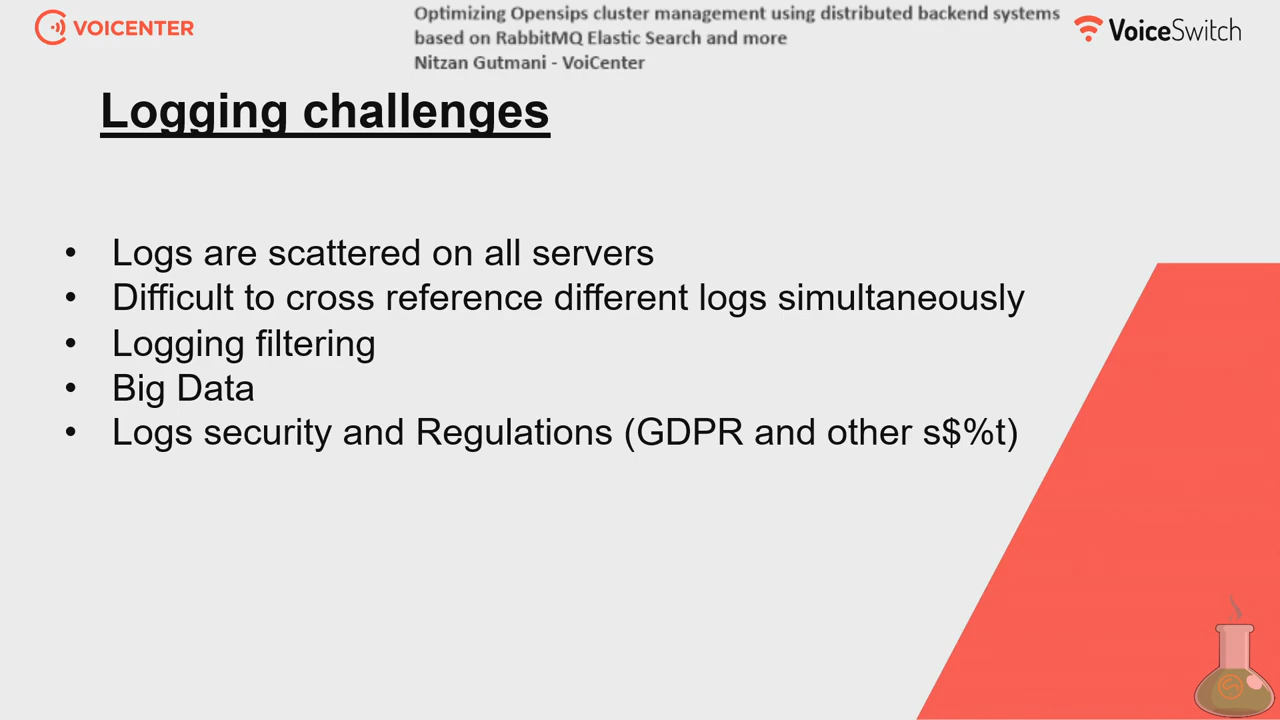 VOICENTER
Optimizing Opensips cluster management using distributed backend systems
based on RabbitMQ Elastic Search and more
Nitzan Gutmani - VoiCenter
VoiceSwitch
Logging challenges
• Logs are scattered on all servers
• Difficult to cross reference different logs simultaneously
• Logging filtering
• Big Data
• Logs security and Regulations (GDPR and other s$%t)